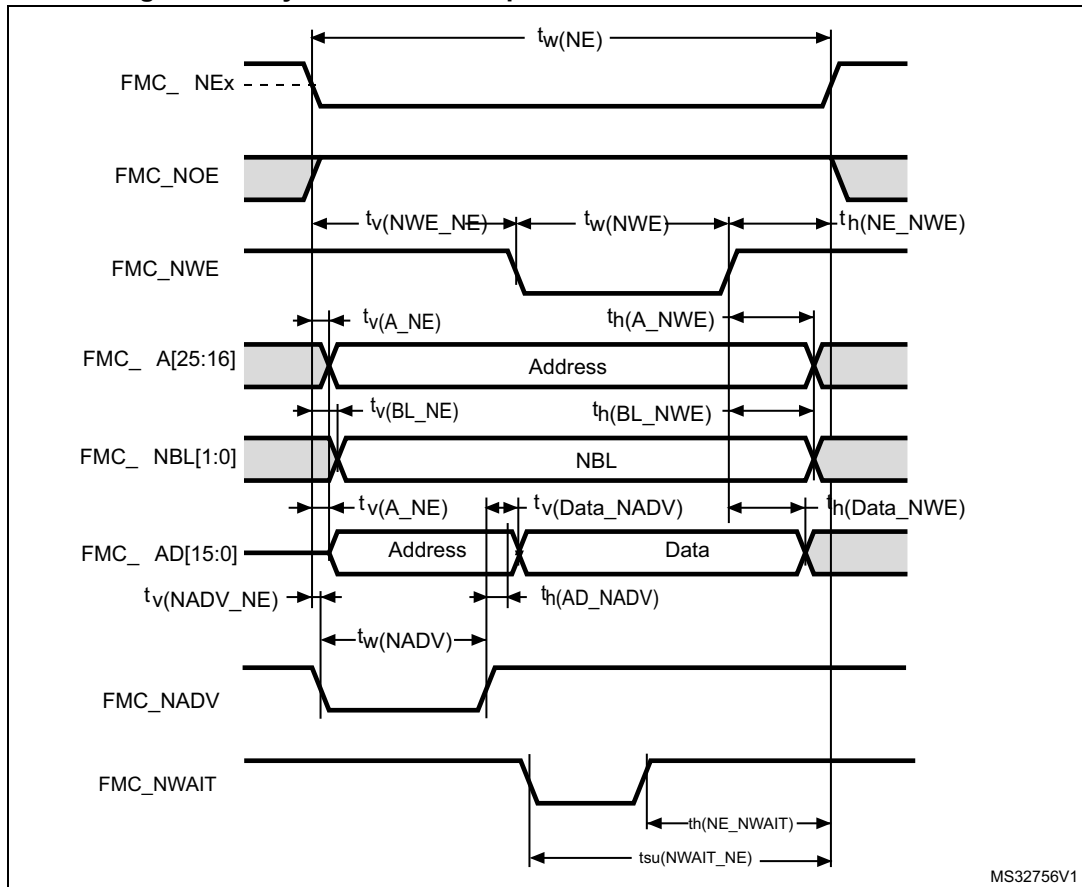 tw(NE)
FMC_ NEx
FMC_NOE
tv(NWE_NE)
tw(NWE)
th(NE_NWE)
FMC_NWE
tv(A_NE)
th(A_NWE)
FMC_ A[25:16]
Address
tv(BL_NE)
th(BL_NWE)
FMC_ NBL[1:0]
NBL
tv(A_NE)
tv(Data_NADV)
th(Data_NWE)
FMC_ AD[15:0]
Address
Data
tv(NADV_NE)
th(AD_NADV)
tw(NADV)
FMC_NADV
FMC_NWAIT
th(NE_NWAIT)
tsu(NWAIT_NE)
MS32756V1